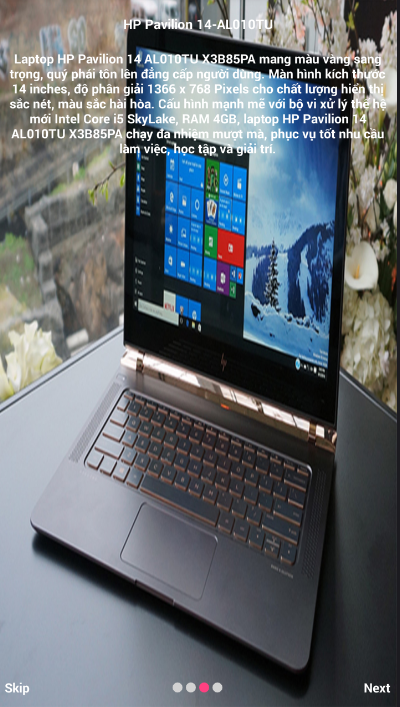 HP Pavilion 14-AL010TU
Laptop HP Pavilion 14 AL010TU X3B85PA mang màu vàng sang
trọng, quý phái tôn lên đẳng cấp người dùng. Màn hình kích thước
14 inches, độ phân giải 1366 x 768 Pixels cho chất lượng hiển thị
sắc nét, màu sắc hài hòa. Cấu hình mạnh mẽ với bộ vi xử lý thế hệ
mới Intel Core i5 SkyLake, RAM 4GB, laptop HP Pavilion 14
AL010TU X3B85PA chạy đa nhiệm mượt mà, phục vụ tốt nhu cầu
làm việc, học tập và giải trí.
hp
Skip
Next